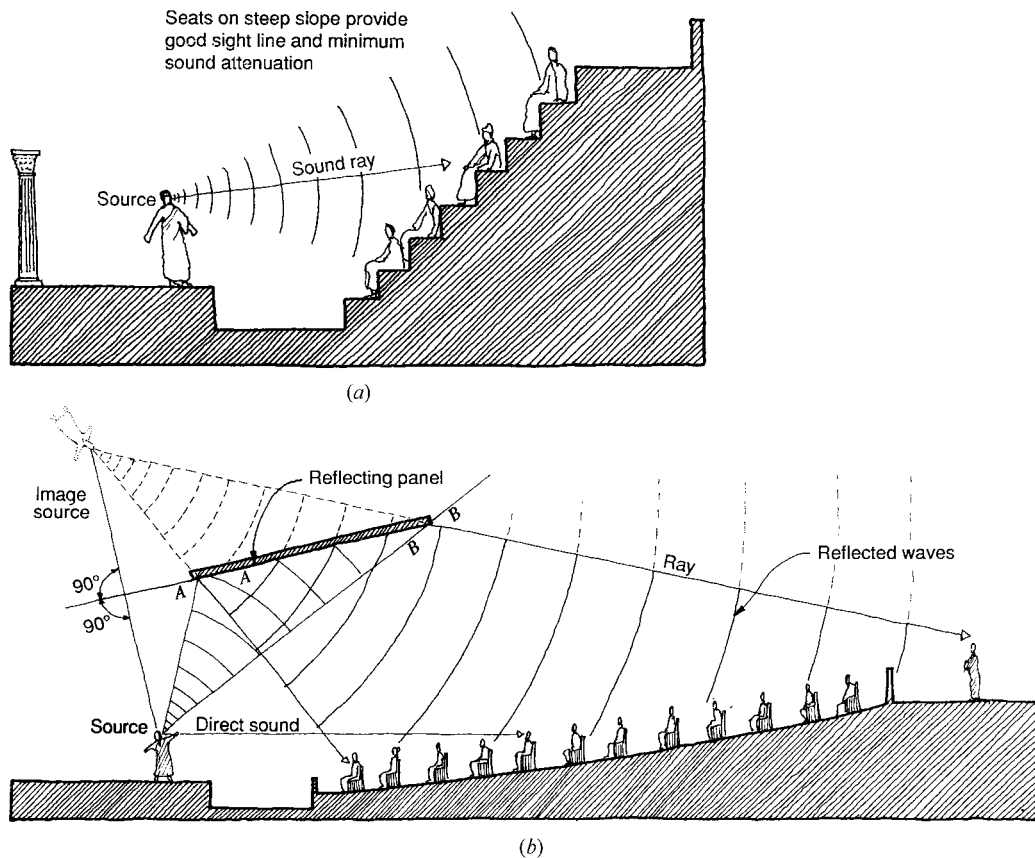 Seats on steep slope provide
good sight line and minimum
sound attenuation
Sound ray
Source
(a)
Reflecting panel
Image
source
B
B
A
A
90°
90°
Ray
Reflected waves
Source
Direct sound
(b)